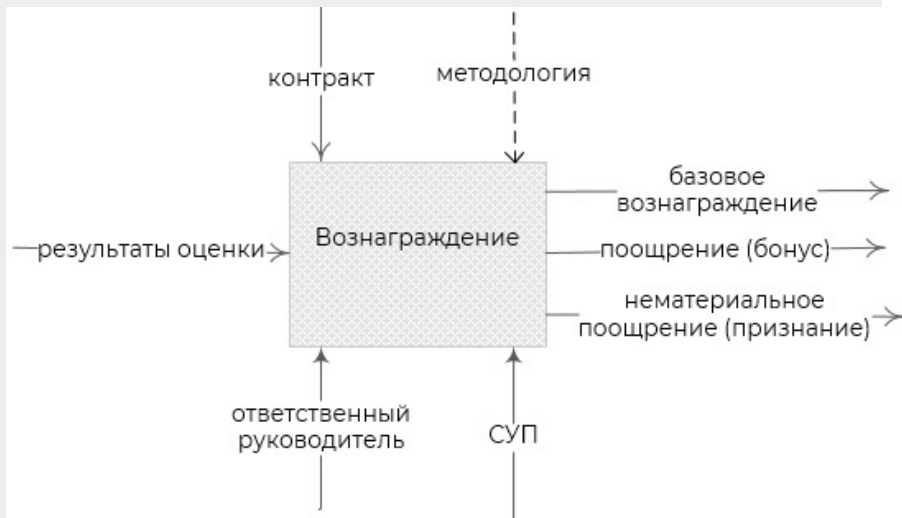 контракт
методология
базовое
вознаграждение
результаты оценки
Вознаграждение
поощрение (бонус)
нематериальное
поощрение (признание)
ответственный
руководитель
СУП